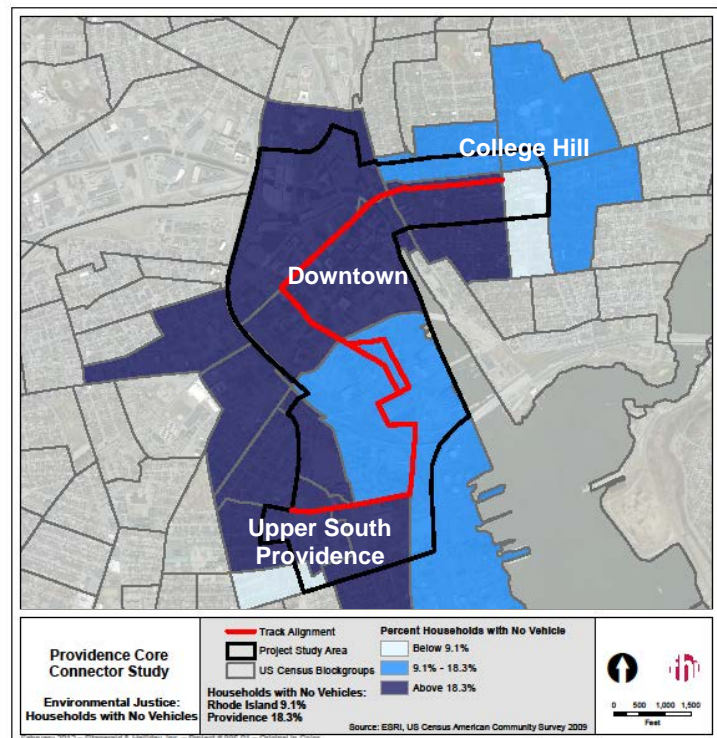 College Hill
Downtown
Upper South
Providence
Providence Core
Connector Study
Environmental Justice:
Households with No Vehicles
Track Alignment
Project Study Area
US Census Blockgroups
Households with No Vehicles:
Rhode Island 9.1%
Providence 18.3%
Percent Households with No Vehicle
Below 9.1%
9.1% - 18.3%
Above 18.3%
Source: ESRI, US Census American Community Survey 2009
0 500 1,000 1,500
Feet